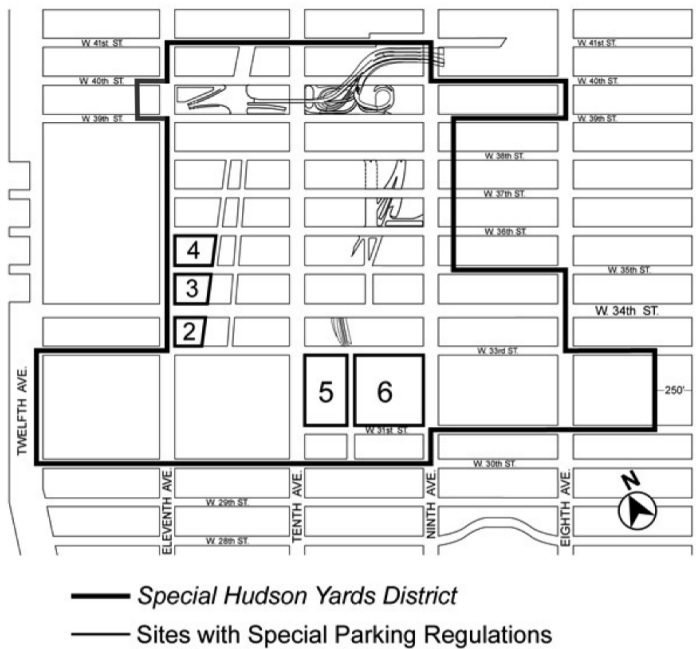 W. 41st ST.
W. 41st ST.
W. 40th ST.
W. 40th ST.
W. 39th ST.
W. 39th ST.
W. 38th ST.
W. 37th ST.
W. 36th ST.
4
W. 35th ST.
3
W. 34th ST.
2
W. 33rd ST.
TWELFTH AVE.
5
6
250'
W. 31st ST.
W. 30th ST.
ELEVENTH AVE.
TENTH AVE.
NINTH AVE.
EIGHTH AVE.
N
W. 29th ST.
W. 28th ST.
Special Hudson Yards District
Sites with Special Parking Regulations